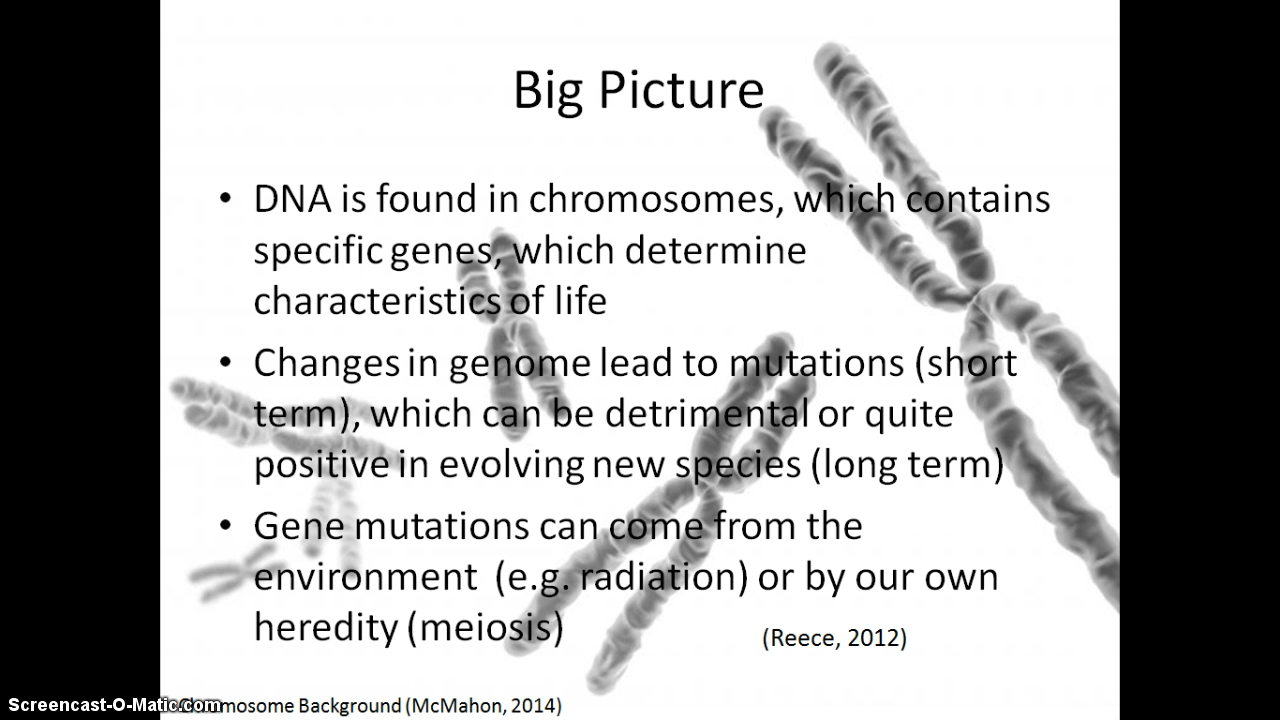 Big Picture
• DNA is found in chromosomes, which contains
specific genes, which determine
characteristics of life
• Changes in genome lead to mutations (short
term), which can be detrimental or quite
positive in evolving new species (long term)
• Gene mutations can come from the
environment (e.g. radiation) or by our own
heredity (meiosis)
(Reece, 2012)
Screencast-O-Matic.com
Background (McMahon, 2014)